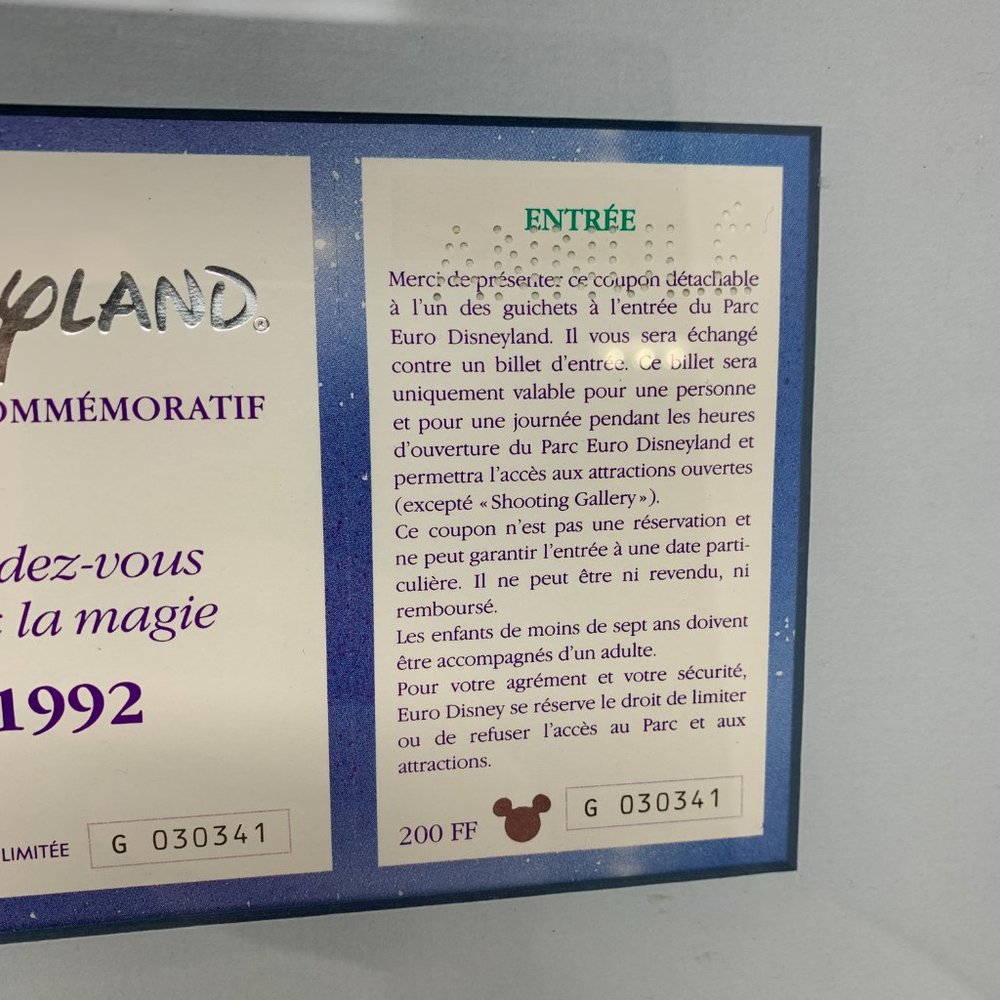 LAND®
COMMÉMORATIF
dez-vous
la magie
1992
LIMITÉE
G 030341
ENTRÉE
ANNULÉ
Merci de présenter ce coupon détachable
à l'un des guichets à l'entrée du Parc
Euro Disneyland. Il vous sera échangé
contre un billet d'entrée. Ce billet sera
uniquement valable pour une personne
et pour une journée pendant les heures
d'ouverture du Parc Euro Disneyland et
permettra l'accès aux attractions ouvertes
(excepté « Shooting Gallery »).
Ce coupon n'est pas une réservation et
ne peut garantir l'entrée à une date parti-
culière. Il ne peut être ni revendu, ni
remboursé.
Les enfants de moins de sept ans doivent
être accompagnés d'un adulte.
Pour votre agrément et votre sécurité,
Euro Disney se réserve le droit de limiter
ou de refuser l'accès au Parc et aux
attractions.
200 FF
G 030341